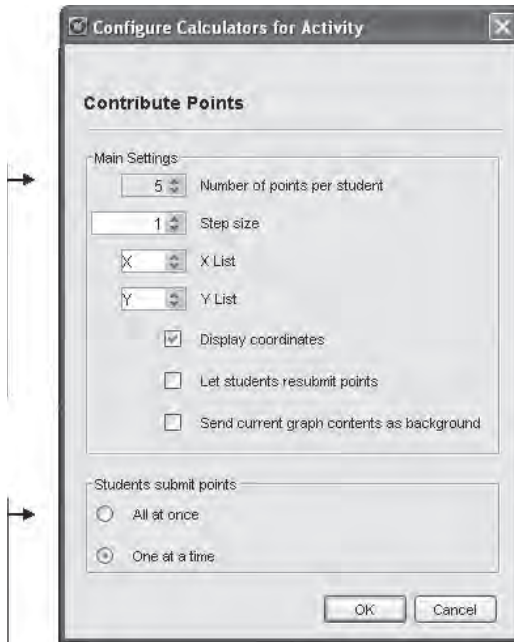 Configure Calculators for Activity
Contribute Points
Main Settings
5 Number of points per student
1 Step size
X X List
Y Y List
Display coordinates
Let students resubmit points
Send current graph contents as background
Students submit points
All at once
One at a time
OK Cancel